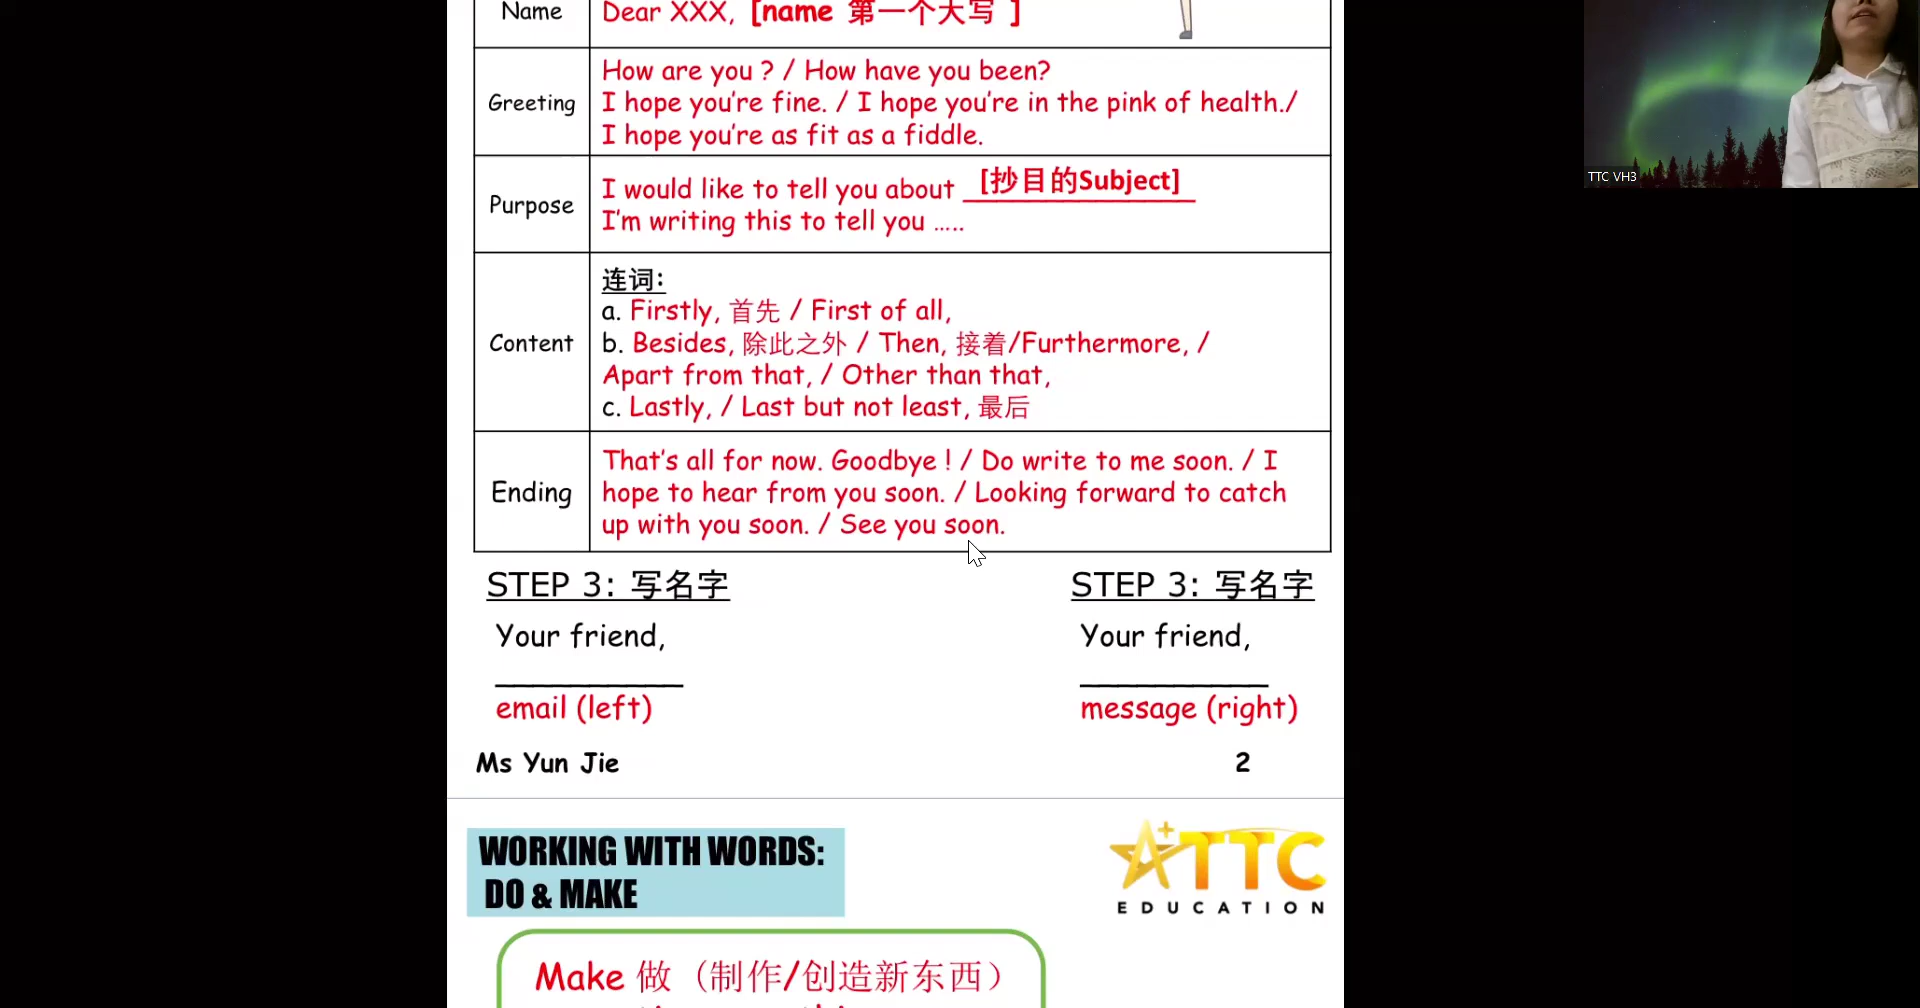 Name
Dear XXX, [name 第一个大写 ]
Greeting
How are you ? / How have you been?
I hope you're fine. / I hope you're in the pink of health./
I hope you're as fit as a fiddle.
Purpose
I would like to tell you about [抄目的Subject]
I'm writing this to tell you .....
Content
连词:
a. Firstly, 首先 / First of all,
b. Besides, 除此之外 / Then, 接着/Furthermore, /
Apart from that, / Other than that,
c. Lastly, / Last but not least, 最后
Ending
That's all for now. Goodbye ! / Do write to me soon. / I
hope to hear from you soon. / Looking forward to catch
up with you soon. / See you soon.
STEP 3: 写名字
Your friend,
email (left)
STEP 3: 写名字
Your friend,
message (right)
Ms Yun Jie
2
WORKING WITH WORDS:
DO & MAKE
A+TTC
EDUCATION
Make 做（制作/创造新东西）
TTC VH3